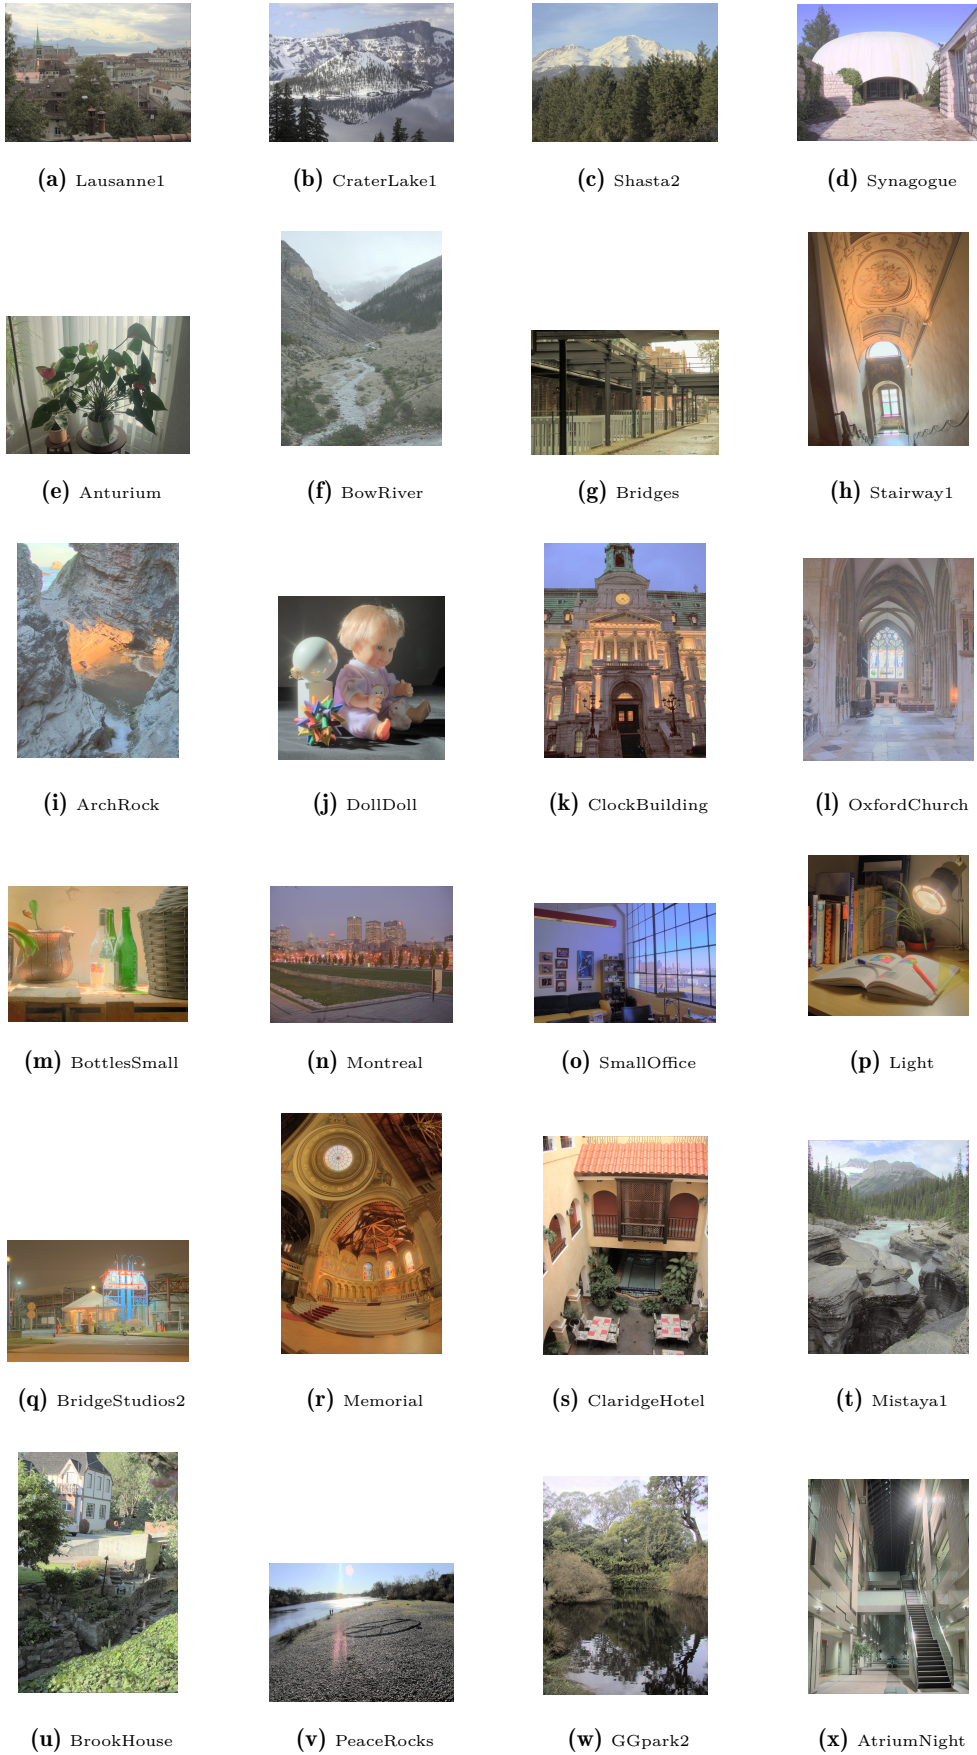 (a) Lausanne1
(b) CraterLake1
(c) Shasta2
(d) Synagogue
(e) Anturium
(f) BowRiver
(g) Bridges
(h) Stairway1
(i) ArchRock
(j) DollDoll
(k) ClockBuilding
(l) OxfordChurch
(m) BottlesSmall
(n) Montreal
(o) SmallOffice
(p) Light
(q) BridgeStudios2
(r) Memorial
(s) ClaridgeHotel
(t) Mistaya1
(u) BrookHouse
(v) PeaceRocks
(w) GGpark2
(x) AtriumNight